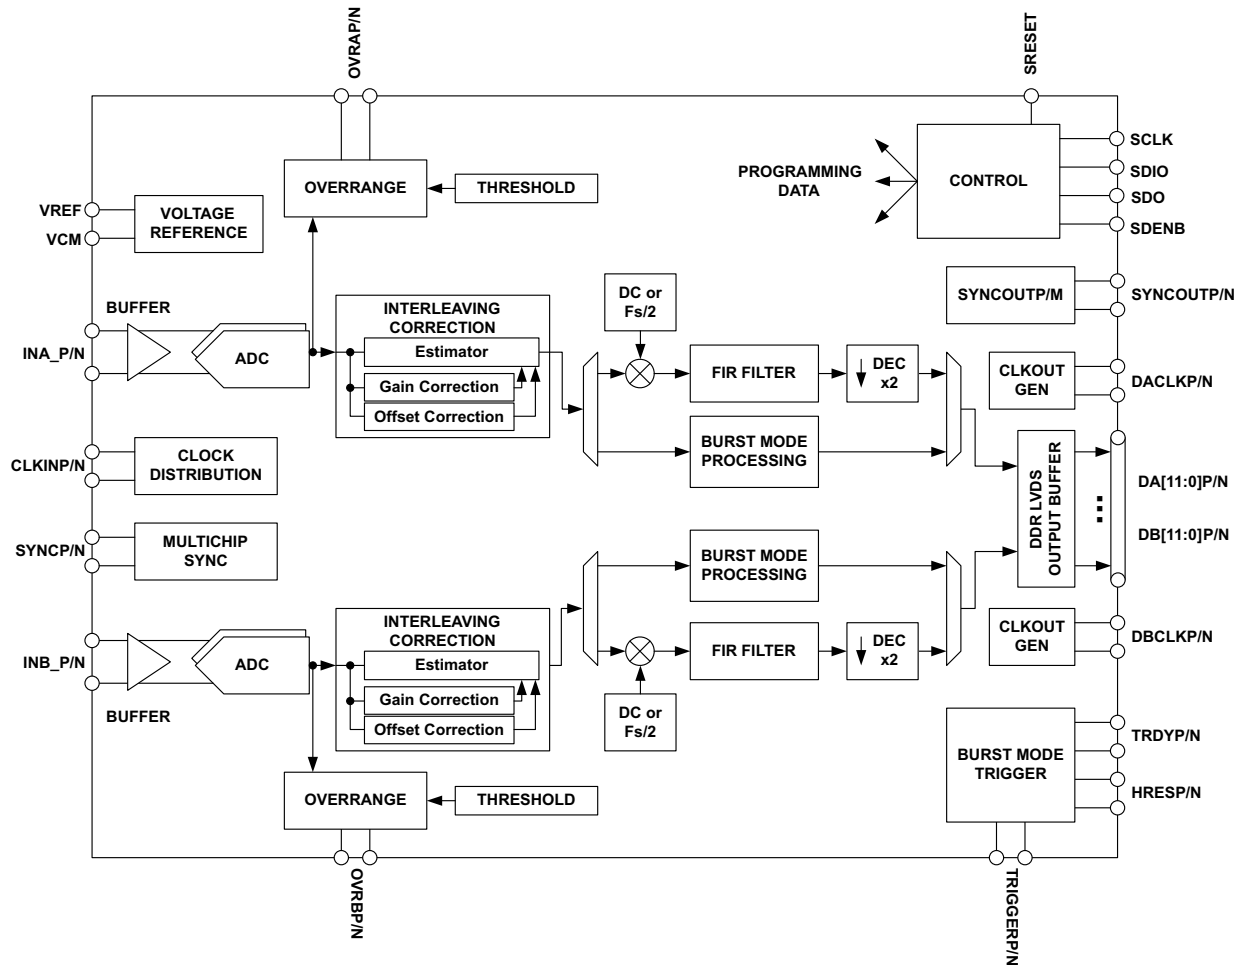 OVRAP/N
SRESET
SCLK
SDIO
SDO
SDENB
CONTROL
PROGRAMMING
DATA
OVERRANGE
THRESHOLD
VREF
VCM
VOLTAGE
REFERENCE
SYNCOUTP/M
SYNCOUTP/N
BUFFER
INA_P/N
ADC
INTERLEAVING
CORRECTION
Estimator
Gain Correction
Offset Correction
DC or
Fs/2
FIR FILTER
DEC
x2
BURST MODE
PROCESSING
CLKOUT
GEN
DACLKP/N
CLKINP/N
CLOCK
DISTRIBUTION
DDR LVDS
OUTPUT BUFFER
DA[11:0]P/N
DB[11:0]P/N
SYNCP/N
MULTICHIP
SYNC
BURST MODE
PROCESSING
INB_P/N
ADC
BUFFER
INTERLEAVING
CORRECTION
Estimator
Gain Correction
Offset Correction
FIR FILTER
DEC
x2
DC or
Fs/2
CLKOUT
GEN
DBCLKP/N
BURST MODE
TRIGGER
TRDYP/N
HRESP/N
OVERRANGE
THRESHOLD
OVRBP/N
TRIGGERP/N